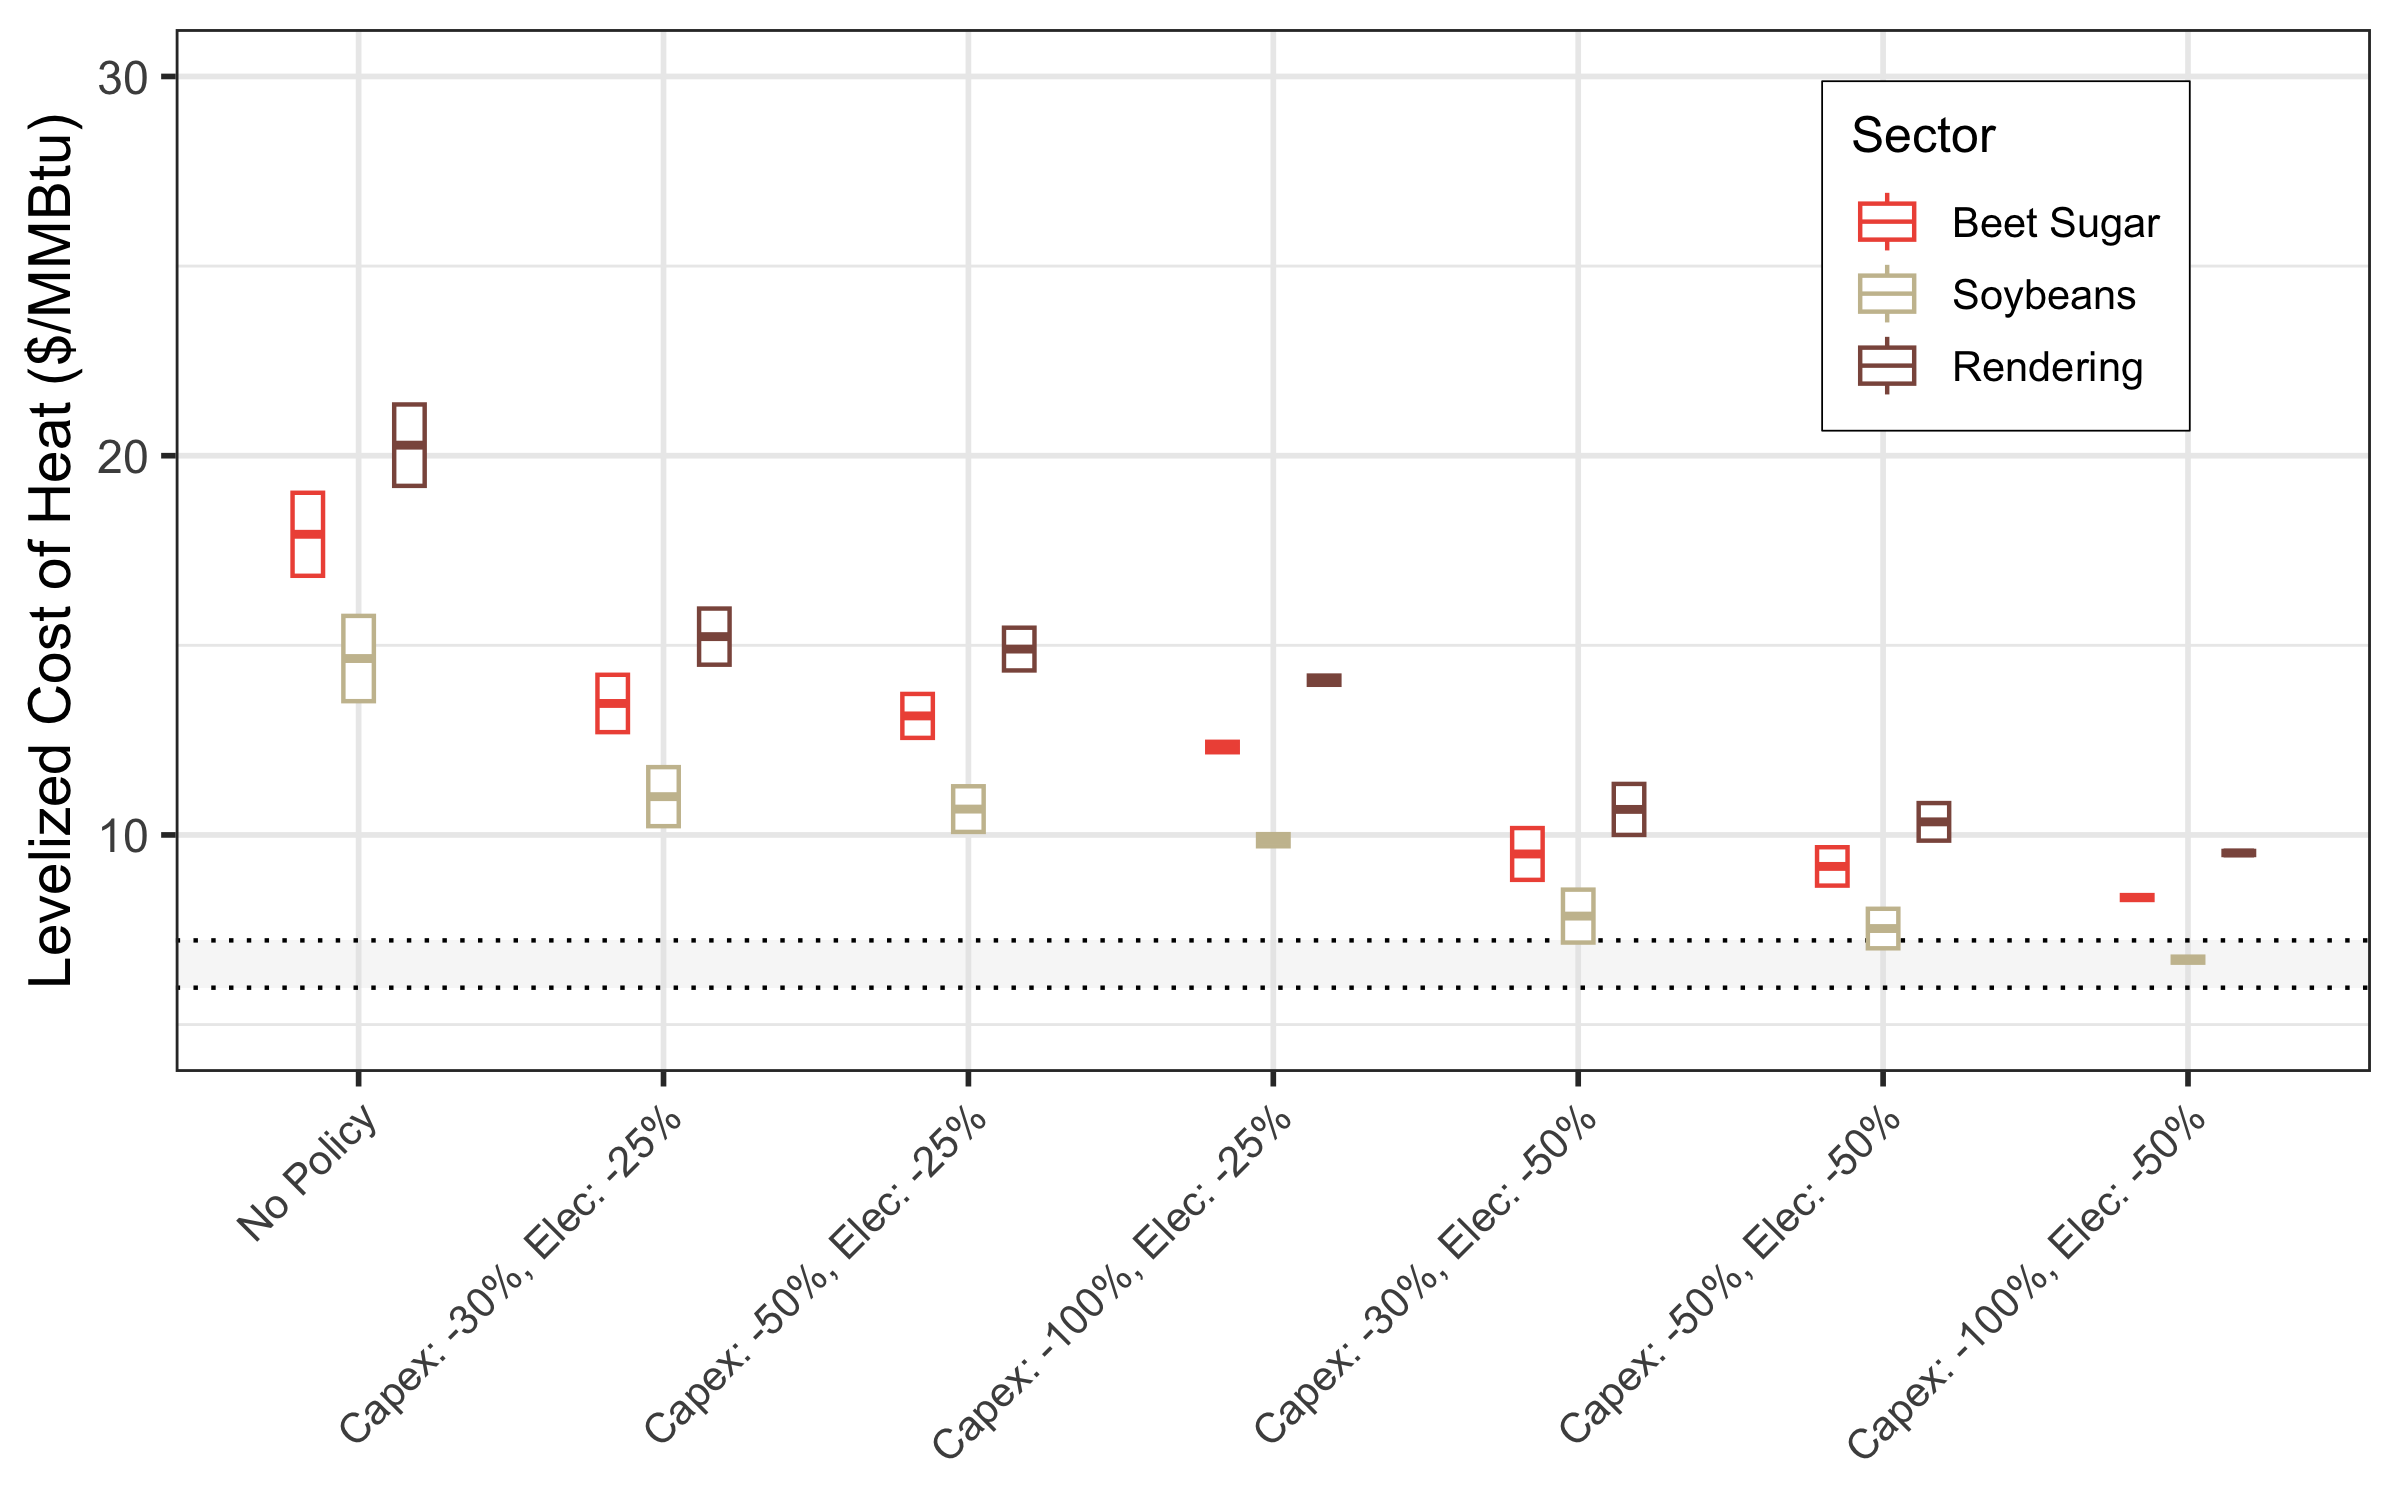 Levelized Cost of Heat ($/MMBtu)
30
20
10
Sector
Beet Sugar
Soybeans
Rendering
No Policy
Capex: -30%, Elec: -25%
Capex: -50%, Elec: -25%
Capex: -100%, Elec: -25%
Capex: -30%, Elec: -50%
Capex: -50%, Elec: -50%
Capex: -100%, Elec: -50%